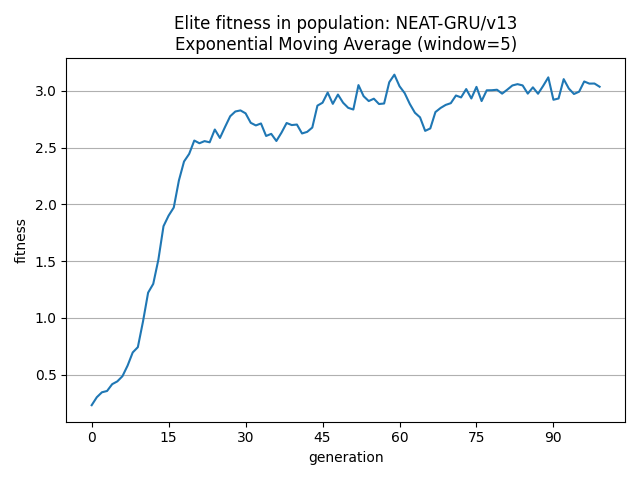 Elite fitness in population: NEAT-GRU/v13
Exponential Moving Average (window=5)
fitness
3.0
2.5
2.0
1.5
1.0
0.5
0 15 30 45 60 75 90
generation